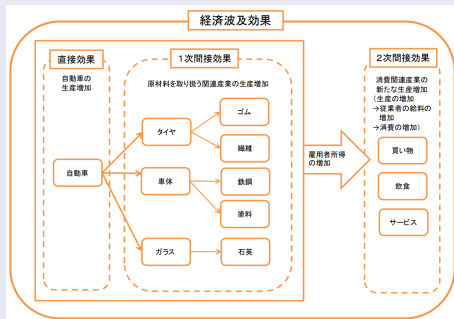 経済波及効果
直接効果
自動車の
生産増加
自動車
1次間接効果
原材料を取り扱う関連産業の生産増加
タイヤ
車体
ガラス
ゴム
繊維
鉄鋼
塗料
石英
雇用者所得
の増加
2次間接効果
消費関連産業の
新たな生産増加
(生産の増加
→従業者の給料の
増加
→消費の増加)
買い物
飲食
サービス